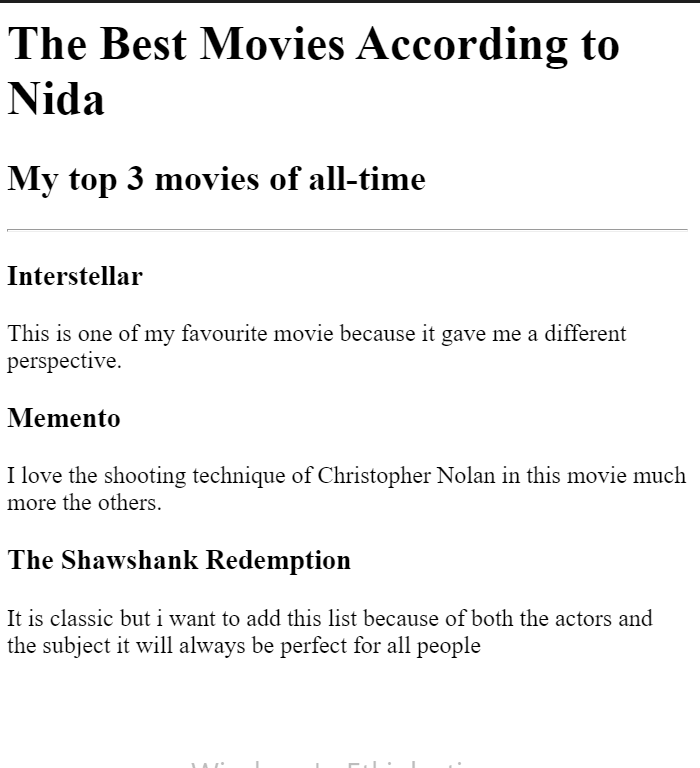 The Best Movies According to
Nida
My top 3 movies of all-time
Interstellar
This is one of my favourite movie because it gave me a different
perspective.
Memento
I love the shooting technique of Christopher Nolan in this movie much
more the others.
The Shawshank Redemption
It is classic but i want to add this list because of both the actors and
the subject it will always be perfect for all people